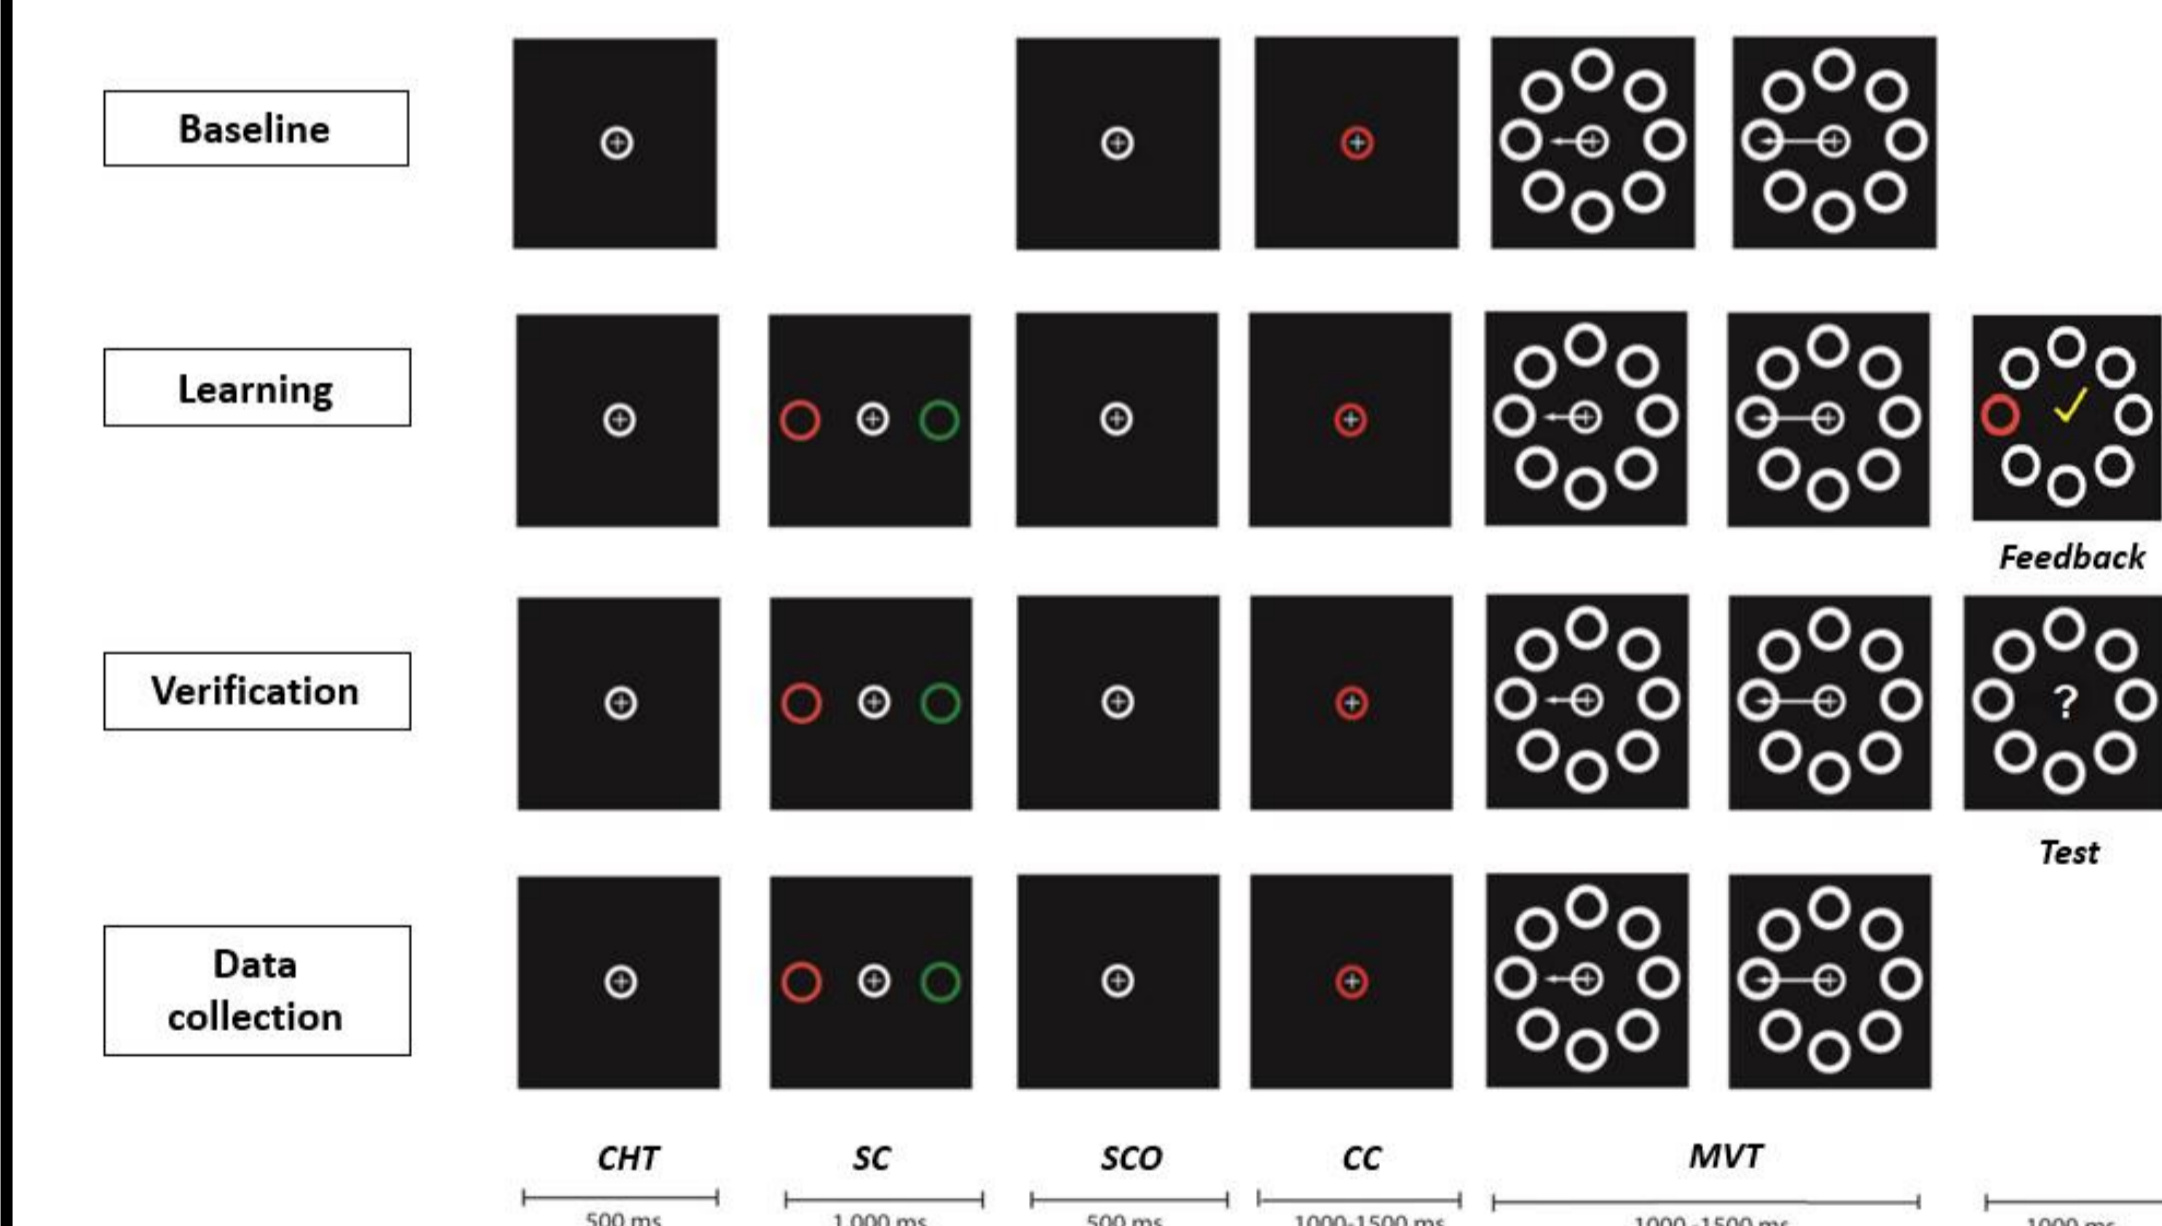 Baseline
Learning
Feedback
Verification
?
Test
Data
collection
CHT SC SCO CC MVT
500 ms 1 000 ms 500 ms 1000-1500 ms 1000 -1500 ms 1000 ms